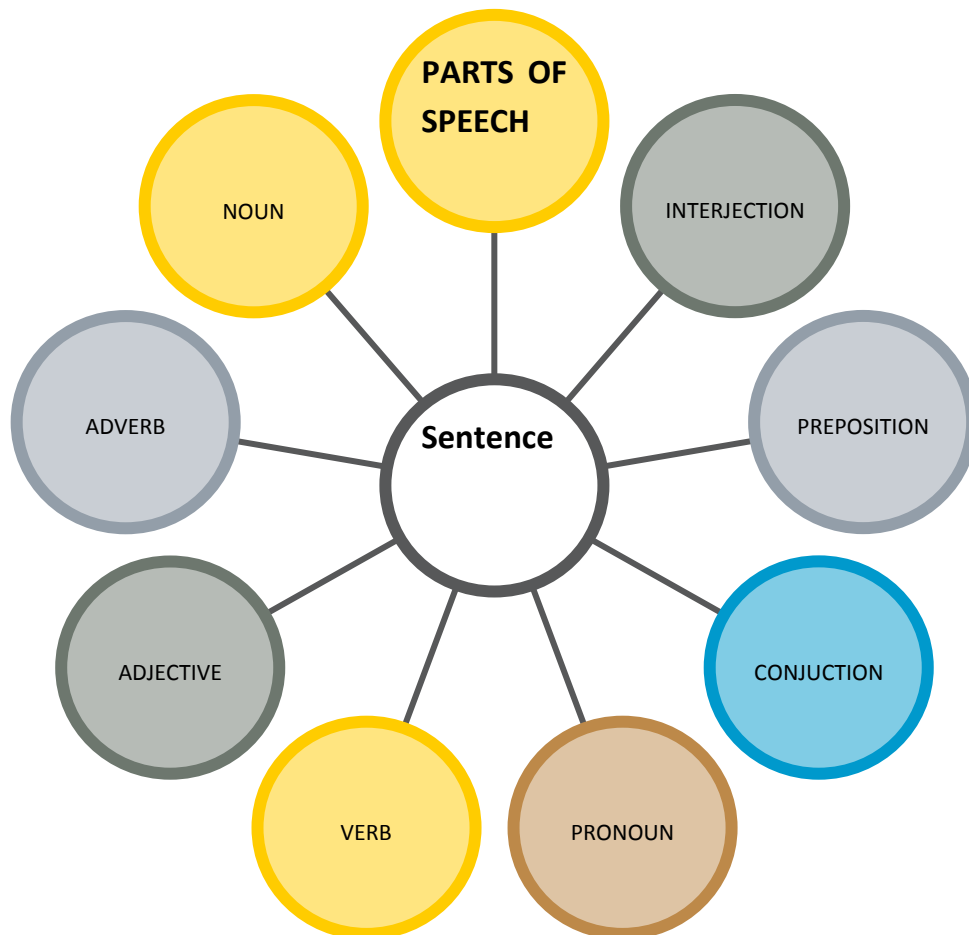 PARTS OF
SPEECH
INTERJECTION
PREPOSITION
CONJUCTION
PRONOUN
VERB
ADJECTIVE
ADVERB
NOUN
Sentence